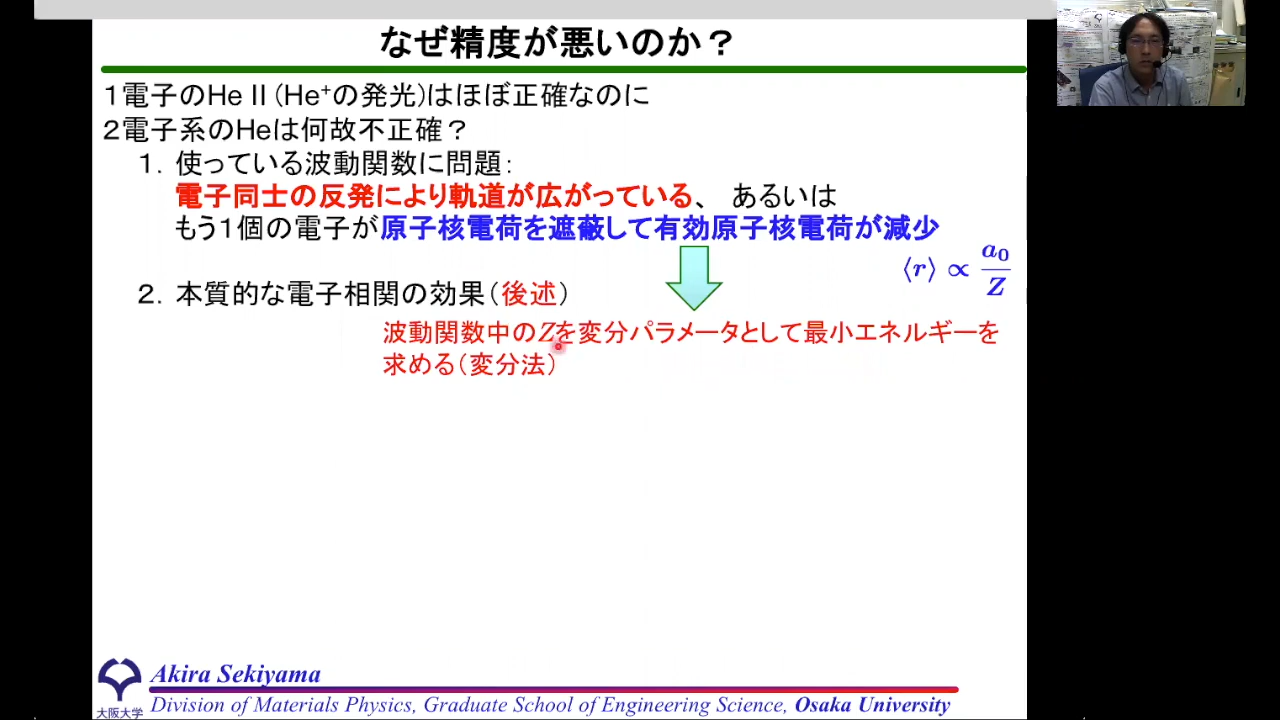 なぜ精度が悪いのか？
1電子のHeⅡ(He⁺の発光)はほぼ正確なのに
2電子系のHeは何故不正確？
1. 使っている波動関数に問題:
電子同士の反発により軌道が広がっている、 あるいは
もう1個の電子が原子核電荷を遮蔽して有効原子核電荷が減少
⟨r⟩ ∝ a₀/Z
2. 本質的な電子相関の効果(後述)
波動関数中のZを変分パラメータとして最小エネルギーを
求める(変分法)
Akira Sekiyama
大阪大学 Division of Materials Physics, Graduate School of Engineering Science, Osaka University